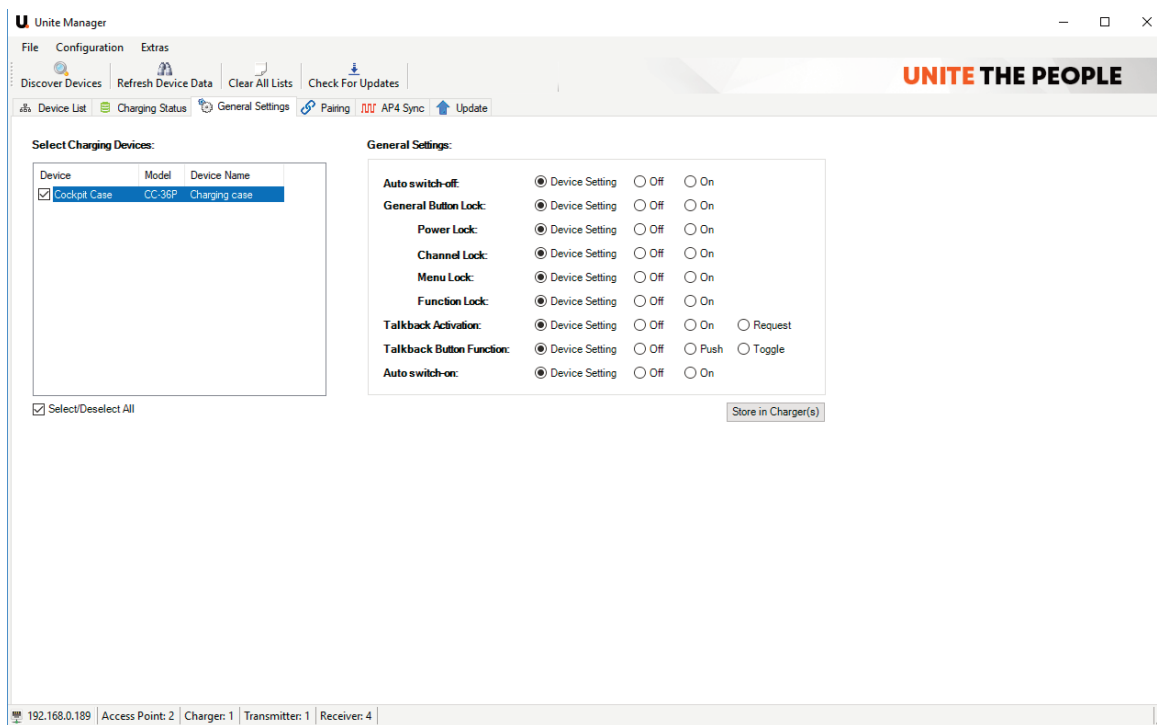 U. Unite Manager
File Configuration Extras
Discover Devices Refresh Device Data Clear All Lists Check For Updates
UNITE THE PEOPLE
Device List Charging Status General Settings Pairing AP4 Sync Update
Select Charging Devices:
Device Model Device Name
Cockpit Case CC-36P Charging case
Select/Deselect All
General Settings:
Auto switch-off: Device Setting Off On
General Button Lock: Device Setting Off On
Power Lock: Device Setting Off On
Channel Lock: Device Setting Off On
Menu Lock: Device Setting Off On
Function Lock: Device Setting Off On
Talkback Activation: Device Setting Off On Request
Talkback Button Function: Device Setting Off Push Toggle
Auto switch-on: Device Setting Off On
Store in Charger(s)
192.168.0.189 Access Point: 2 Charger: 1 Transmitter: 1 Receiver: 4